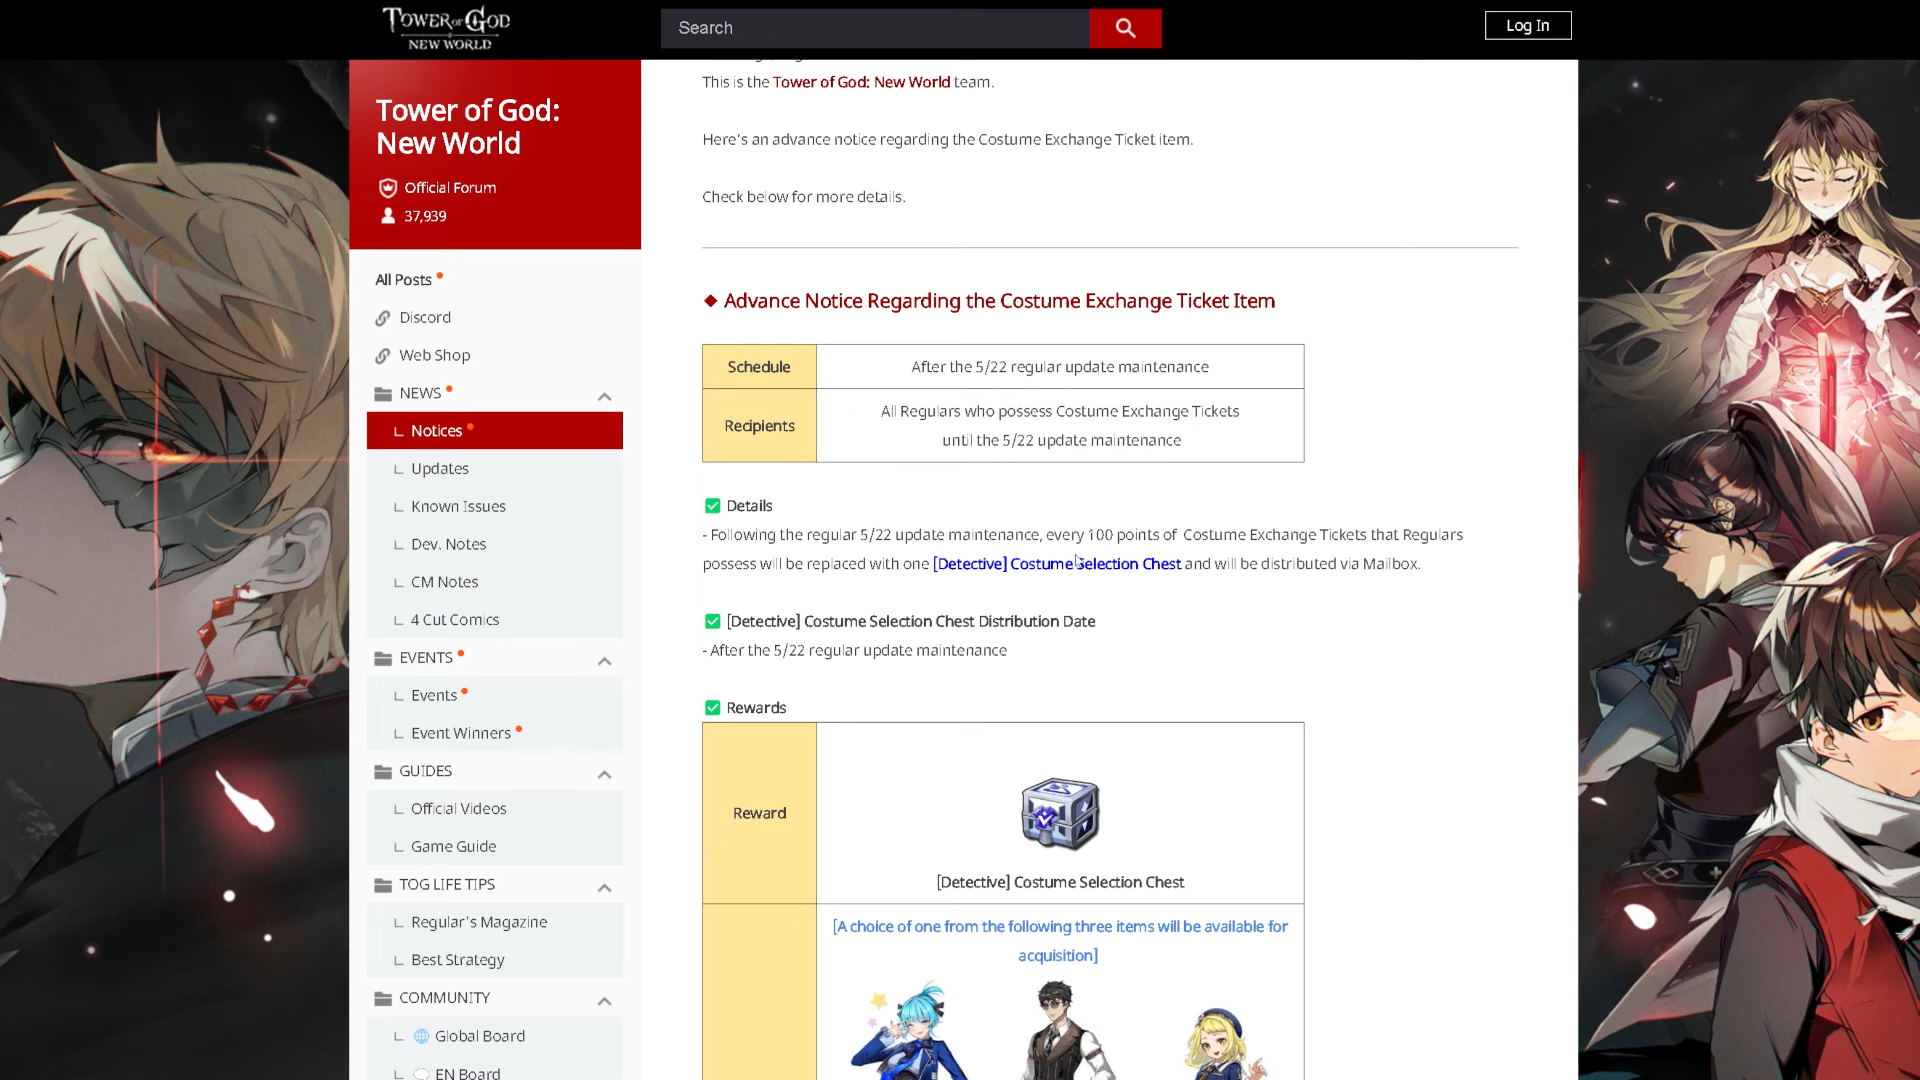 TOWER OF GOD
NEW WORLD
Search
Log In
Tower of God:
New World
Official Forum
37,939
All Posts
Discord
Web Shop
NEWS
Notices
Updates
Known Issues
Dev. Notes
CM Notes
4 Cut Comics
EVENTS
Events
Event Winners
GUIDES
Official Videos
Game Guide
TOG LIFE TIPS
Regular's Magazine
Best Strategy
COMMUNITY
Global Board
EN Board
This is the Tower of God: New World team.
Here's an advance notice regarding the Costume Exchange Ticket item.
Check below for more details.
◆ Advance Notice Regarding the Costume Exchange Ticket Item
Schedule
After the 5/22 regular update maintenance
Recipients
All Regulars who possess Costume Exchange Tickets
until the 5/22 update maintenance
✅ Details
- Following the regular 5/22 update maintenance, every 100 points of Costume Exchange Tickets that Regulars
possess will be replaced with one [Detective] Costume Selection Chest and will be distributed via Mailbox.
✅ [Detective] Costume Selection Chest Distribution Date
- After the 5/22 regular update maintenance
✅ Rewards
Reward
[Detective] Costume Selection Chest
[A choice of one from the following three items will be available for
acquisition]